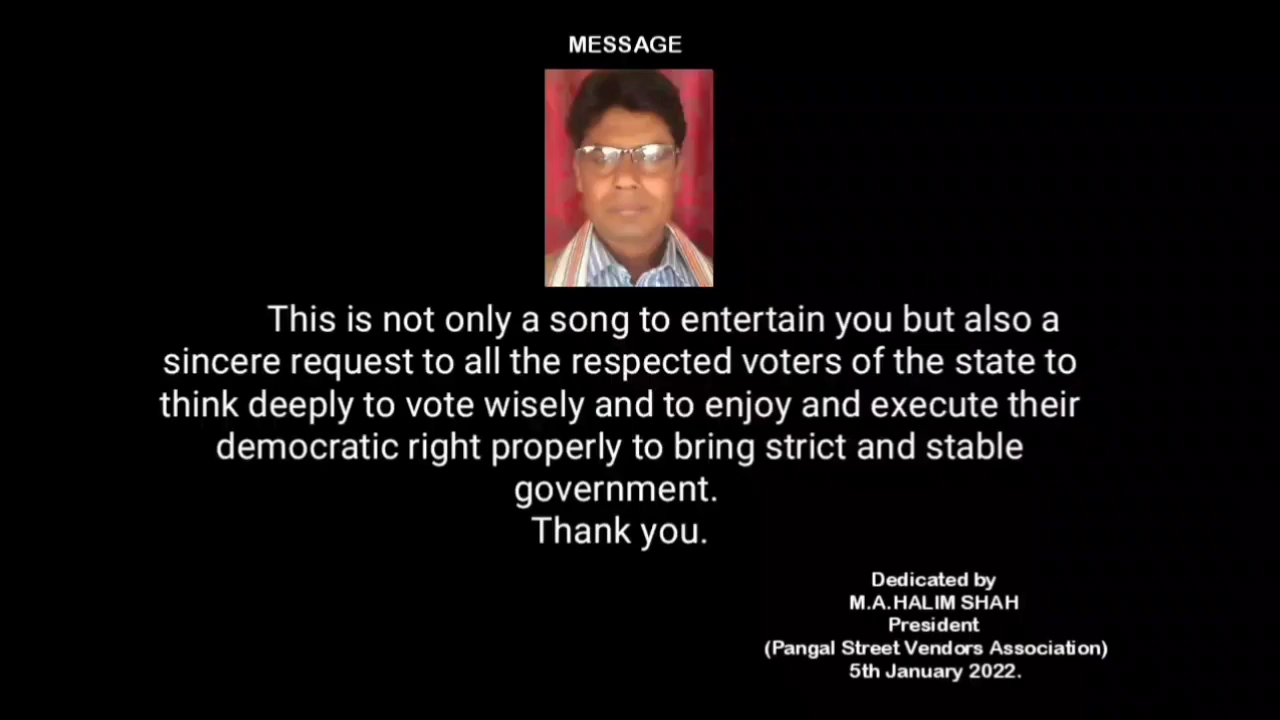 MESSAGE
This is not only a song to entertain you but also a
sincere request to all the respected voters of the state to
think deeply to vote wisely and to enjoy and execute their
democratic right properly to bring strict and stable
government.
Thank you.
Dedicated by
M.A.HALIM SHAH
President
(Pangal Street Vendors Association)
5th January 2022.